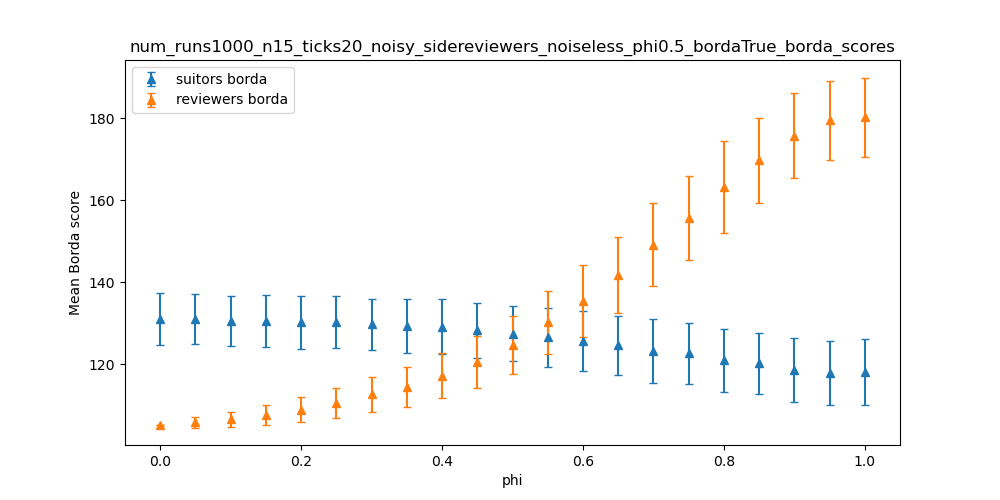 num_runs1000_n15_ticks20_noisy_sidereviewers_noiseless_phi0.5_bordaTrue_borda_scores
suitors borda
reviewers borda
180
160
140
120
Mean Borda score
0.0 0.2 0.4 0.6 0.8 1.0
phi